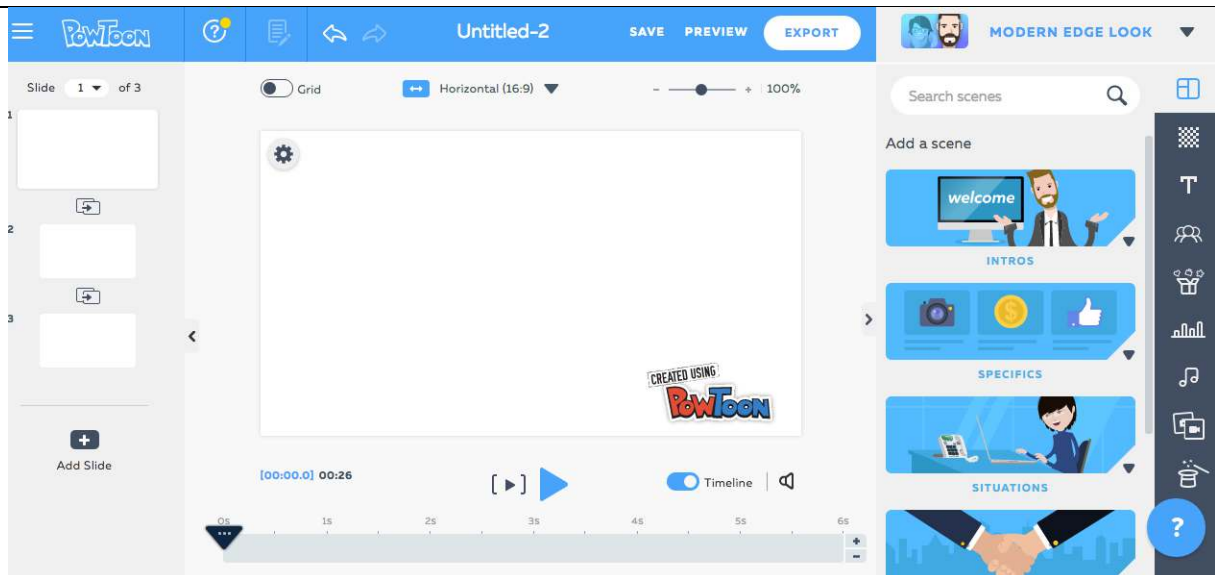 POWTOON
?
Untitled-2
SAVE PREVIEW EXPORT
MODERN EDGE LOOK
Slide 1 of 3
Grid
Horizontal (16:9)
- + 100%
Search scenes
Add a scene
1
2
3
Add Slide
CREATED USING
POWTOON
welcome
INTROS
$
SPECIFICS
SITUATIONS
T
[00:00.0] 00:26
Timeline
0s 1s 2s 3s 4s 5s 6s
+
-
?